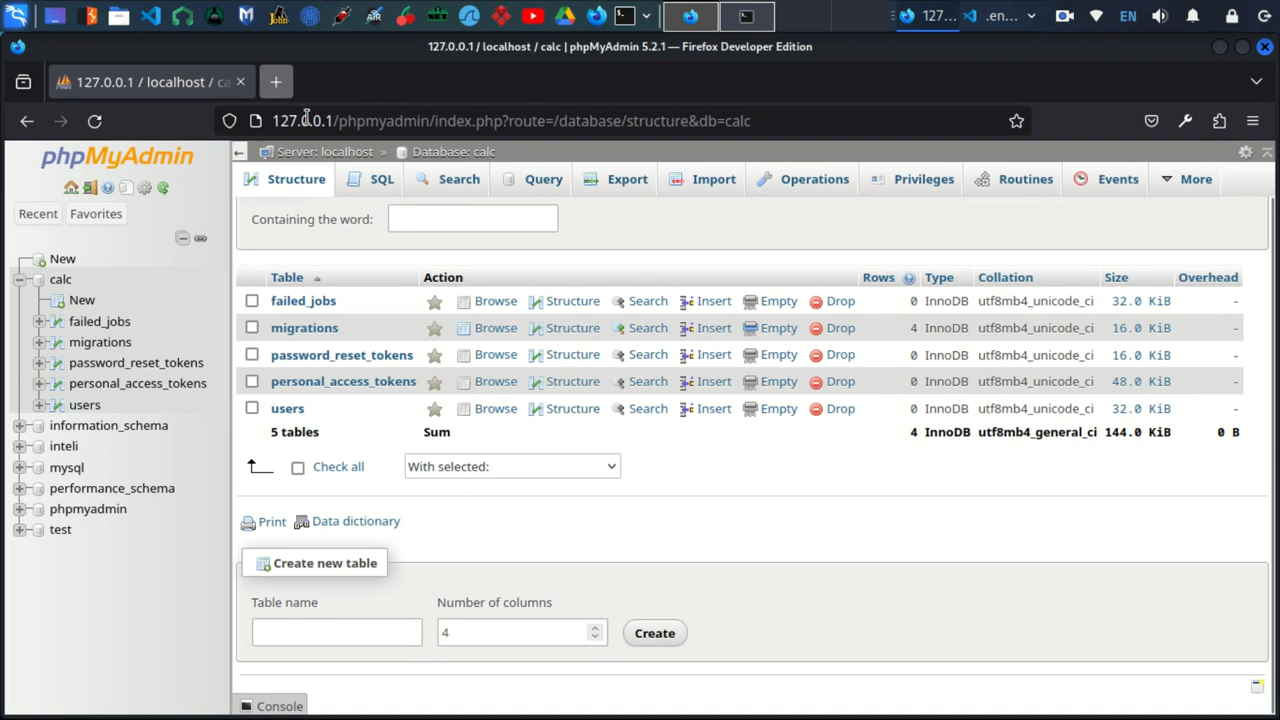 AIR
127...
.en...
EN
127.0.0.1 / localhost / calc | phpMyAdmin 5.2.1 — Firefox Developer Edition
127.0.0.1 / localhost / ca
127.0.0.1/phpmyadmin/index.php?route=/database/structure&db=calc
phpMyAdmin
Recent Favorites
New
calc
New
failed_jobs
migrations
password_reset_tokens
personal_access_tokens
users
information_schema
inteli
mysql
performance_schema
phpmyadmin
test
Server: localhost » Database: calc
Structure SQL Search Query Export Import Operations Privileges Routines Events More
Containing the word:
Table Action Rows Type Collation Size Overhead
failed_jobs Browse Structure Search Insert Empty Drop 0 InnoDB utf8mb4_unicode_ci 32.0 KiB -
migrations Browse Structure Search Insert Empty Drop 4 InnoDB utf8mb4_unicode_ci 16.0 KiB -
password_reset_tokens Browse Structure Search Insert Empty Drop 0 InnoDB utf8mb4_unicode_ci 16.0 KiB -
personal_access_tokens Browse Structure Search Insert Empty Drop 0 InnoDB utf8mb4_unicode_ci 48.0 KiB -
users Browse Structure Search Insert Empty Drop 0 InnoDB utf8mb4_unicode_ci 32.0 KiB -
5 tables Sum 4 InnoDB utf8mb4_general_ci 144.0 KiB 0 B
Check all With selected:
Print Data dictionary
Create new table
Table name Number of columns
4 Create
Console